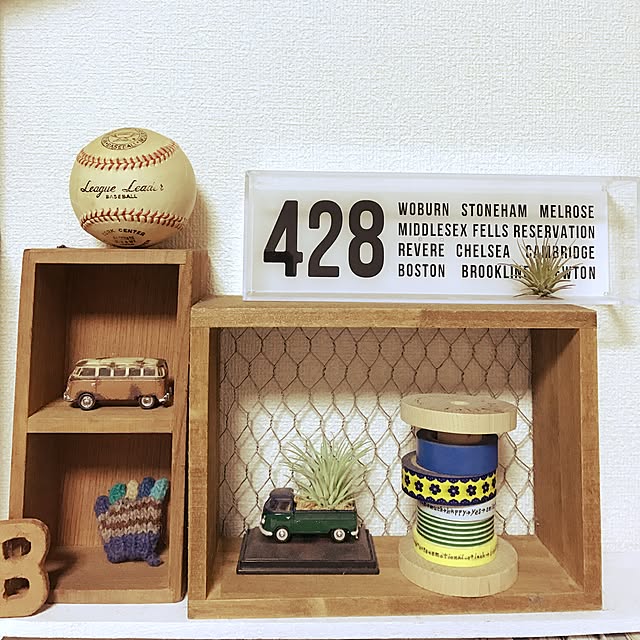 League Leader
BASEBALL
428
WOBURN STONEHAM MELROSE
MIDDLESEX FELLS RESERVATION
REVERE CHELSEA CAMBRIDGE
BOSTON BROOKLINE NEWTON
B